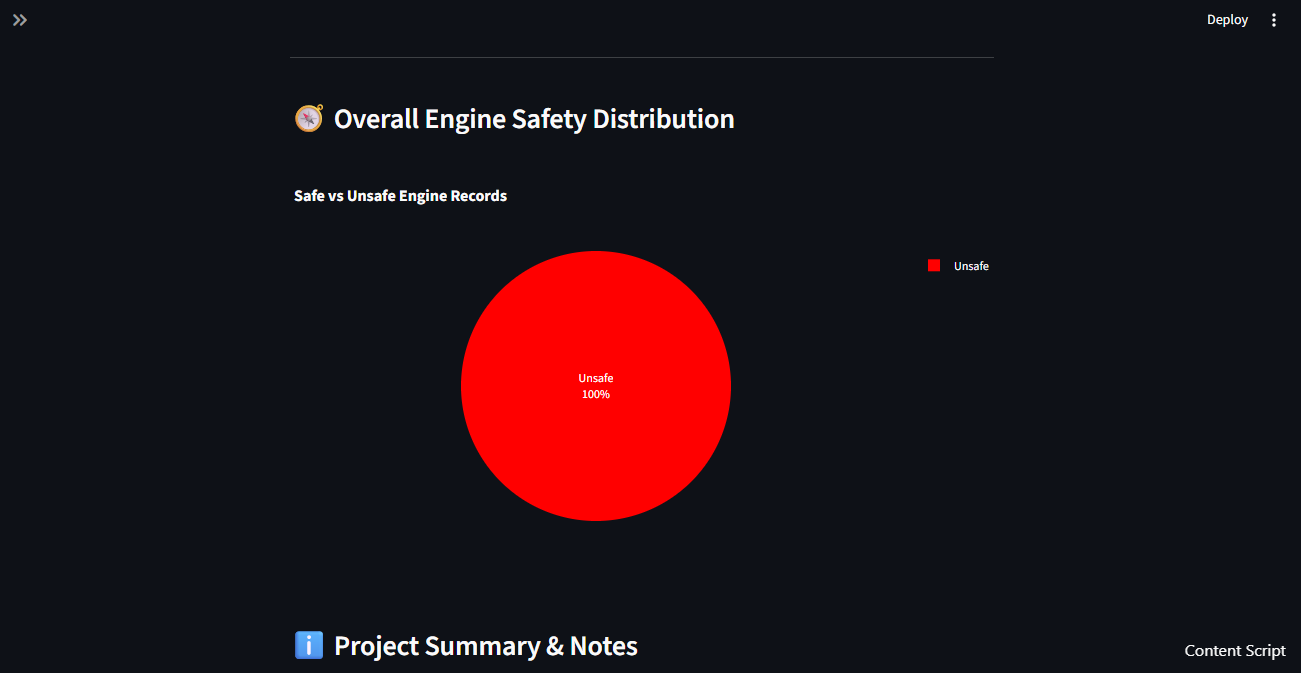 Deploy
Overall Engine Safety Distribution
Safe vs Unsafe Engine Records
Unsafe
Unsafe
100%
Project Summary & Notes
Content Script